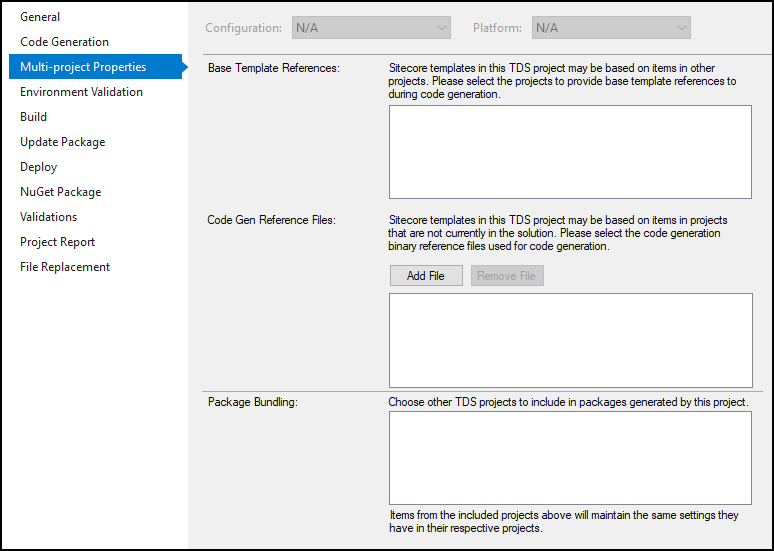 General
Code Generation
Multi-project Properties
Environment Validation
Build
Update Package
Deploy
NuGet Package
Validations
Project Report
File Replacement
Configuration: N/A Platform: N/A
Base Template References: Sitecore templates in this TDS project may be based on items in other
projects. Please select the projects to provide base template references to
during code generation.
Code Gen Reference Files: Sitecore templates in this TDS project may be based on items in projects
that are not currently in the solution. Please select the code generation
binary reference files used for code generation.
Add File Remove File
Package Bundling: Choose other TDS projects to include in packages generated by this project.
Items from the included projects above will maintain the same settings they
have in their respective projects.